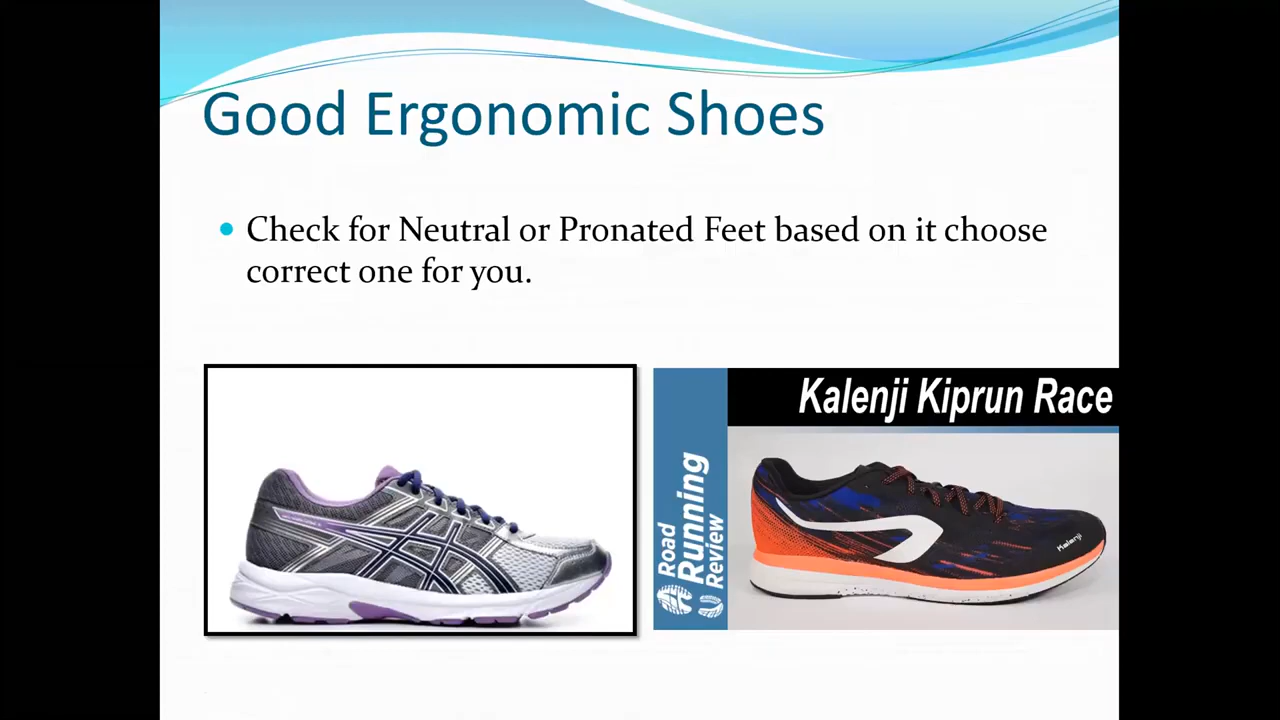 Good Ergonomic Shoes
Check for Neutral or Pronated Feet based on it choose
correct one for you.
Kalenji Kiprun Race
Road
Running
Review
Kalenji